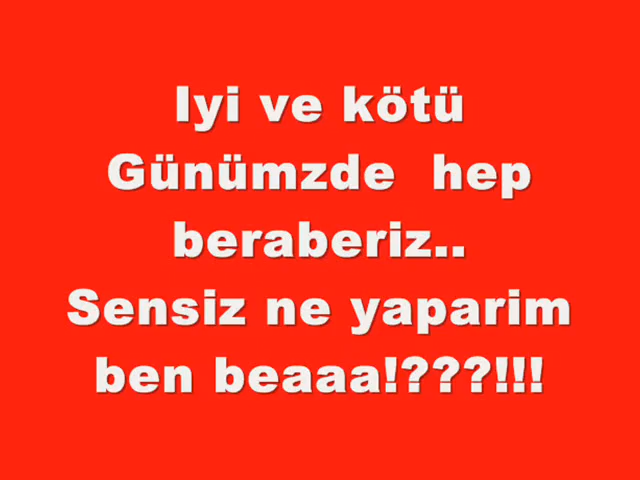 Iyi ve kötü
Günümzde hep
beraberiz..
Sensiz ne yaparim
ben beaaa!???!!!